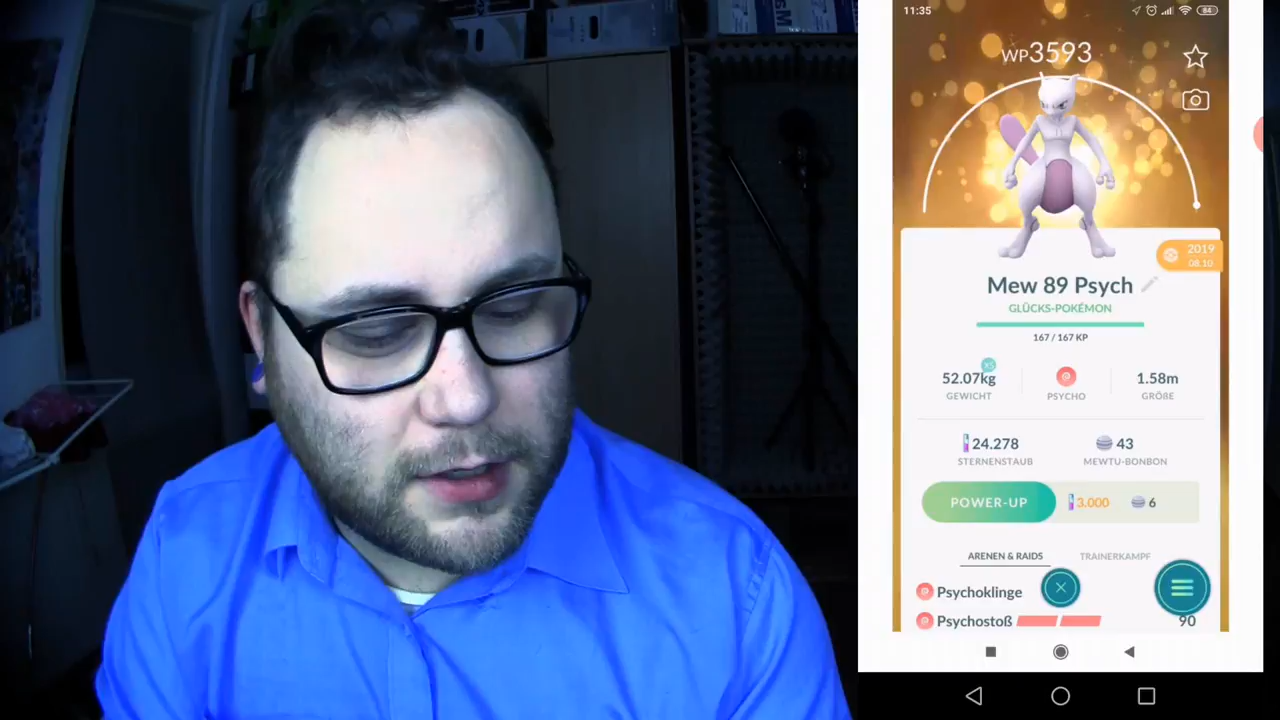 11:35
84
WP3593
2019
08.10
Mew 89 Psych
GLÜCKS-POKÉMON
167 / 167 KP
XS
52.07kg
GEWICHT
PSYCHO
1.58m
GRÖßE
24.278
STERNENSTAUB
43
MEWTU-BONBON
POWER-UP
3.000
6
ARENEN & RAIDS
TRAINERKAMPF
Psychoklinge
Psychostoß
90